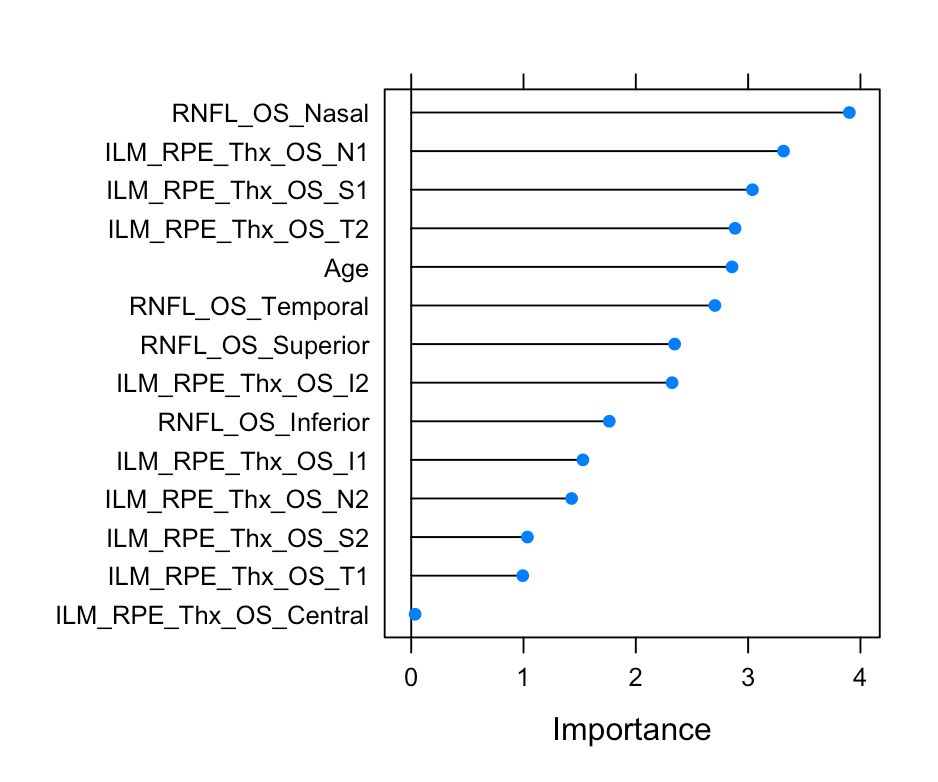 RNFL_OS_Nasal
ILM_RPE_Thx_OS_N1
ILM_RPE_Thx_OS_S1
ILM_RPE_Thx_OS_T2
Age
RNFL_OS_Temporal
RNFL_OS_Superior
ILM_RPE_Thx_OS_I2
RNFL_OS_Inferior
ILM_RPE_Thx_OS_I1
ILM_RPE_Thx_OS_N2
ILM_RPE_Thx_OS_S2
ILM_RPE_Thx_OS_T1
ILM_RPE_Thx_OS_Central
0 1 2 3 4
Importance